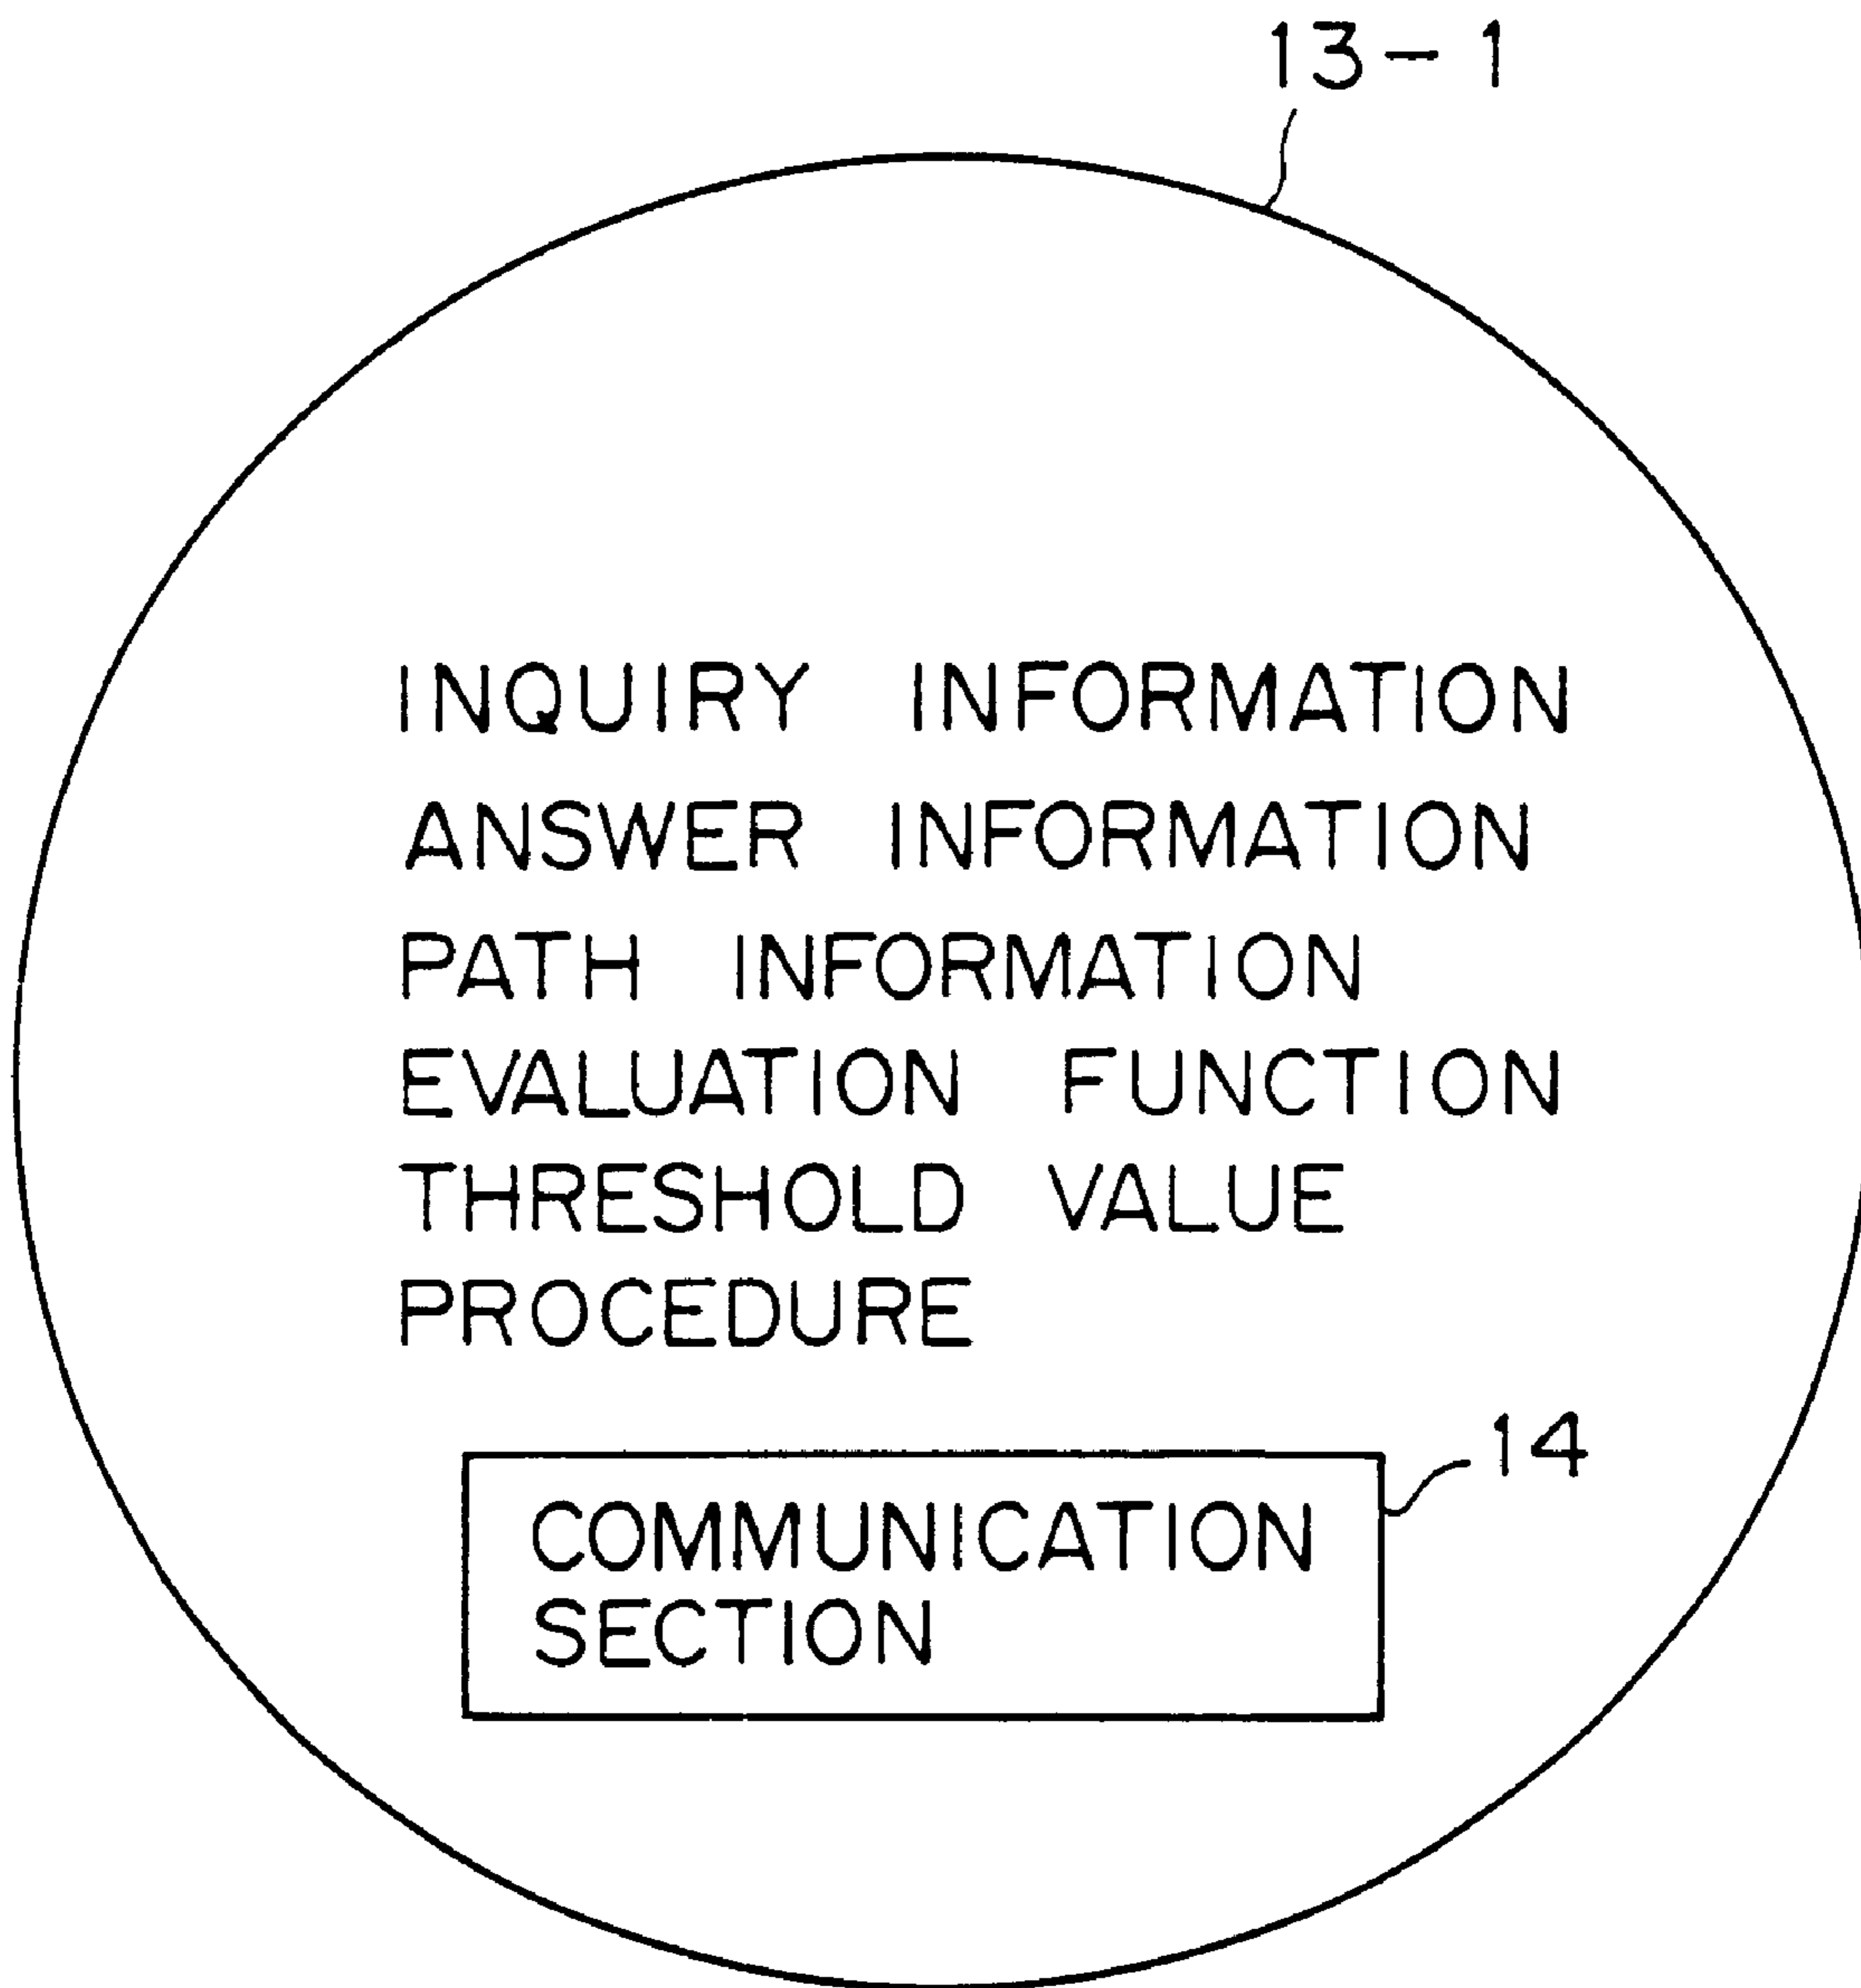 13-1
INQUIRY INFORMATION
ANSWER INFORMATION
PATH INFORMATION
EVALUATION FUNCTION
THRESHOLD VALUE
PROCEDURE
14
COMMUNICATION
SECTION